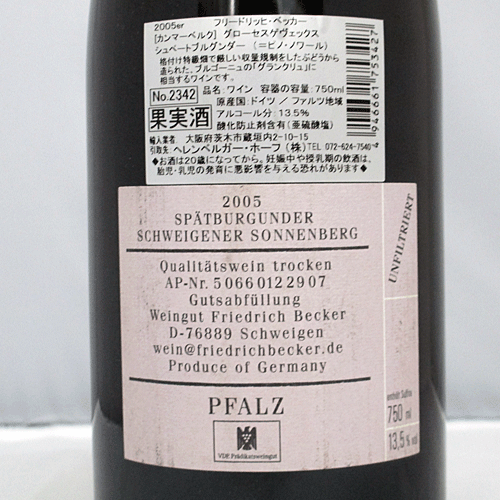 2005er フリードリッヒ・ベッカー
[カンマーベルク] グローセスゲヴェックス
シュペートブルグンダー (=ピノ・ノワール)
格付け特級畑で厳しい収量規制をしたぶどうから
造られた、ブルゴーニュの「グランクリュ」に
相当するワインです。
No.2342 品名:ワイン 容器の容量:750ml
原産国:ドイツ / ファルツ地域
果実酒 アルコール分:13.5%
酸化防止剤含有(亜硫酸塩)
輸入業者、 大阪府茨木市蔵垣内2-10-11
引取先: ヘレンベルガー・ホーフ(株)TEL 072-624-7540
◆お酒は20歳になってから。妊娠中や授乳期の飲酒は、
胎児・乳児の発育に悪影響を与える恐れがあります◆
9466661753427
2005
SPÄTBURGUNDER
SCHWEIGENER SONNENBERG
Qualitätswein trocken
AP-Nr. 50660122907
Gutsabfüllung
Weingut Friedrich Becker
D-76889 Schweigen
wein@friedrichbecker.de
Produce of Germany
PFALZ
VDP. Prädikatsweingut
UNFILTRIERT
enthält Sulfite
750 ml
13,5% vol